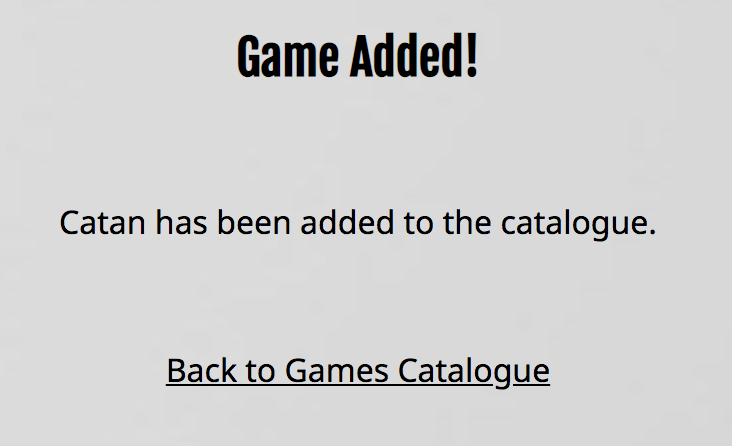 Game Added!
Catan has been added to the catalogue.
Back to Games Catalogue